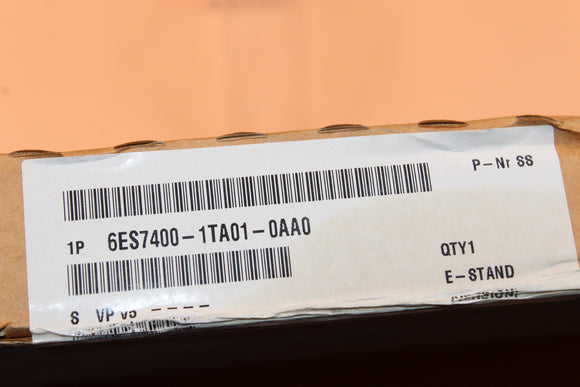 P-Nr SS
1P 6ES7400-1TA01-0AA0
QTY1
E-STAND
S VP V5 ----